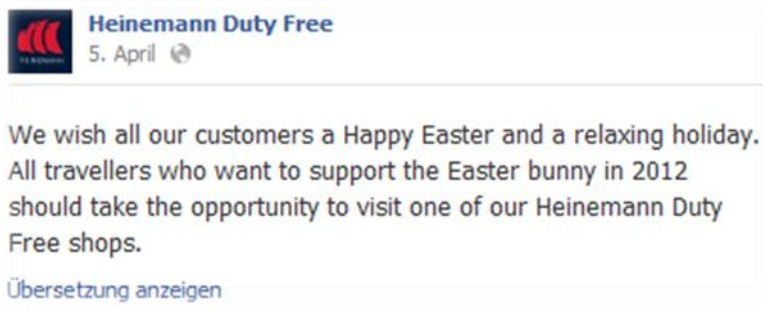 Heinemann Duty Free
5. April
We wish all our customers a Happy Easter and a relaxing holiday.
All travellers who want to support the Easter bunny in 2012
should take the opportunity to visit one of our Heinemann Duty
Free shops.
Übersetzung anzeigen